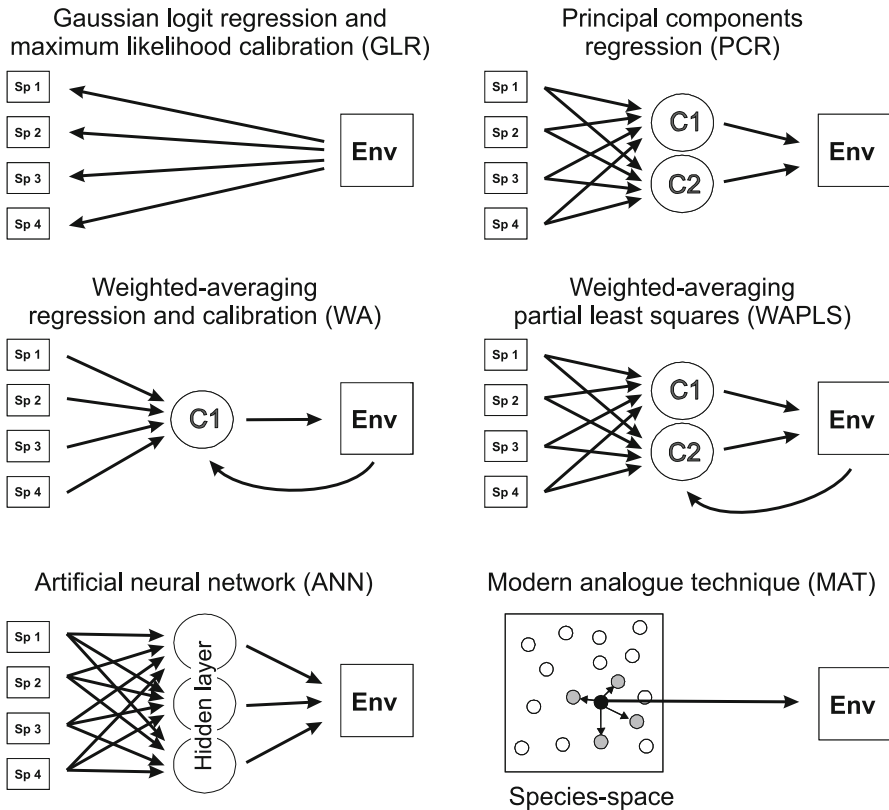 Gaussian logit regression and
maximum likelihood calibration (GLR)
Sp 1
Sp 2
Sp 3
Sp 4
Env
Principal components
regression (PCR)
Sp 1
Sp 2
Sp 3
Sp 4
C1
C2
Env
Weighted-averaging
regression and calibration (WA)
Sp 1
Sp 2
Sp 3
Sp 4
C1
Env
Weighted-averaging
partial least squares (WAPLS)
Sp 1
Sp 2
Sp 3
Sp 4
C1
C2
Env
Artificial neural network (ANN)
Sp 1
Sp 2
Sp 3
Sp 4
Hidden layer
Env
Modern analogue technique (MAT)
Env
Species-space